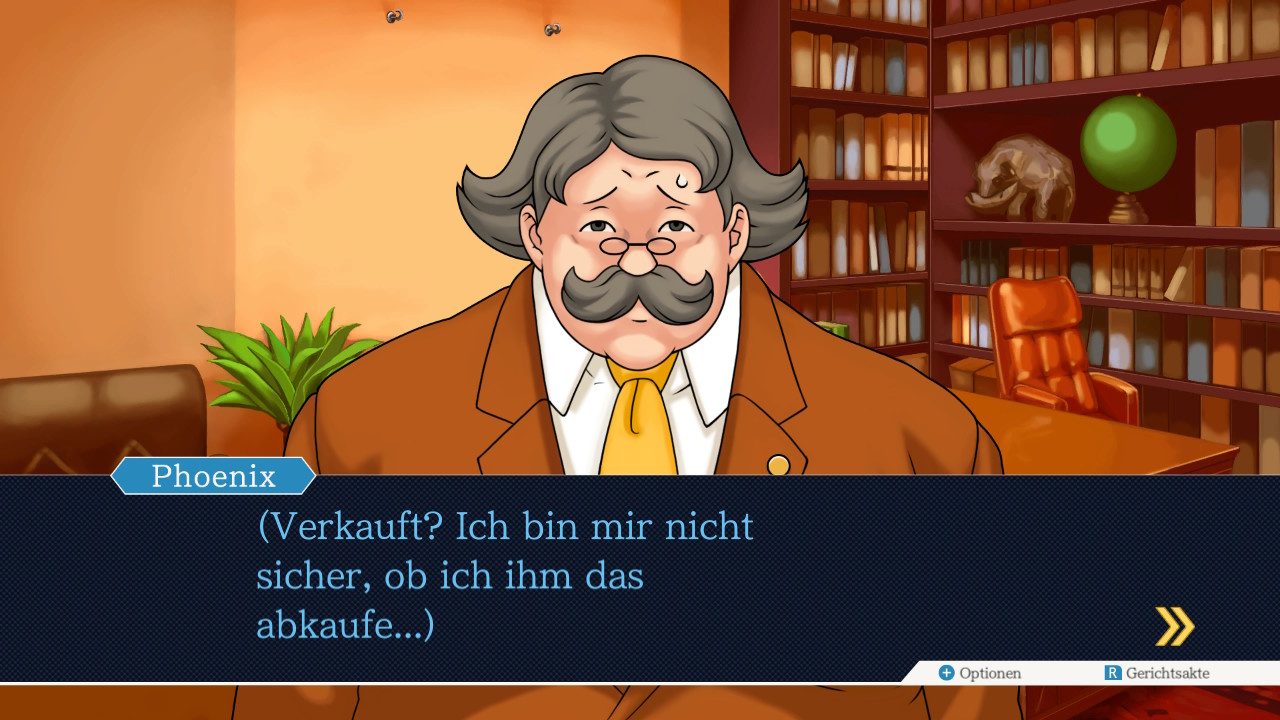 Phoenix
(Verkauft? Ich bin mir nicht
sicher, ob ich ihm das
abkaufe...)
+ Optionen
R Gerichtsakte